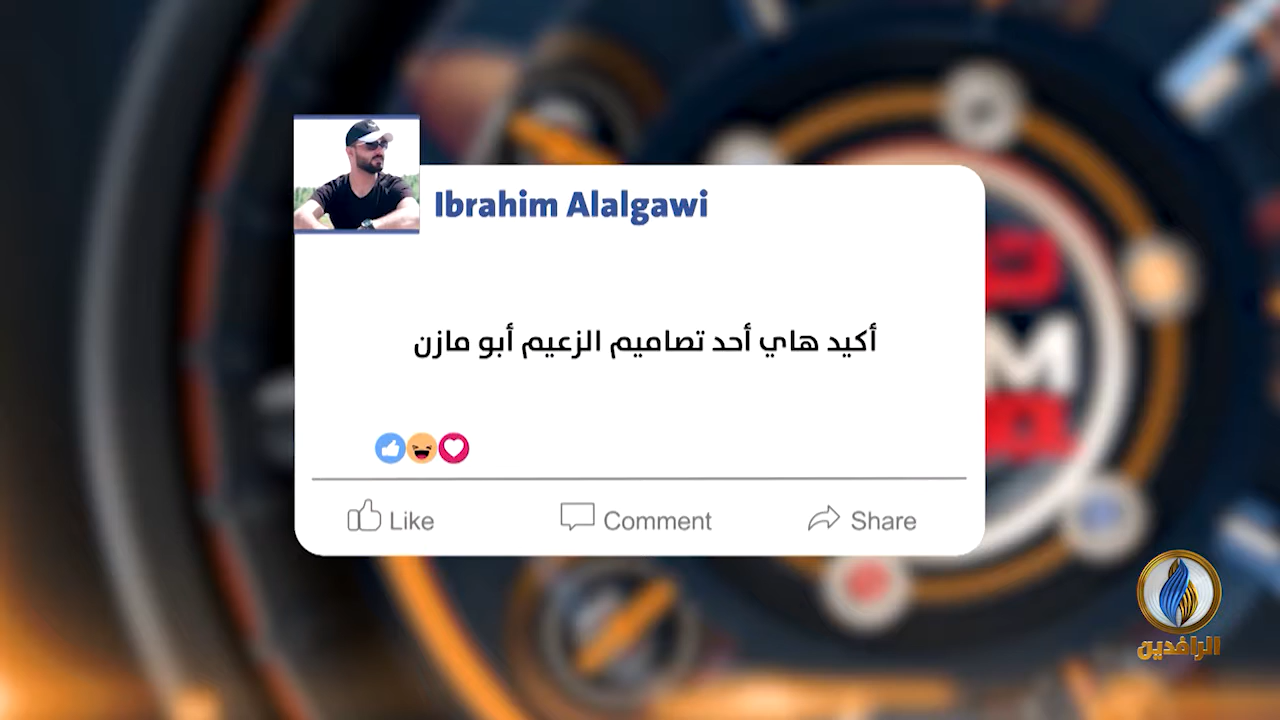 Ibrahim Alalgawi
أكيد هاي أحد تصاميم الزعيم أبو مازن
Like
Comment
Share
الرافدين